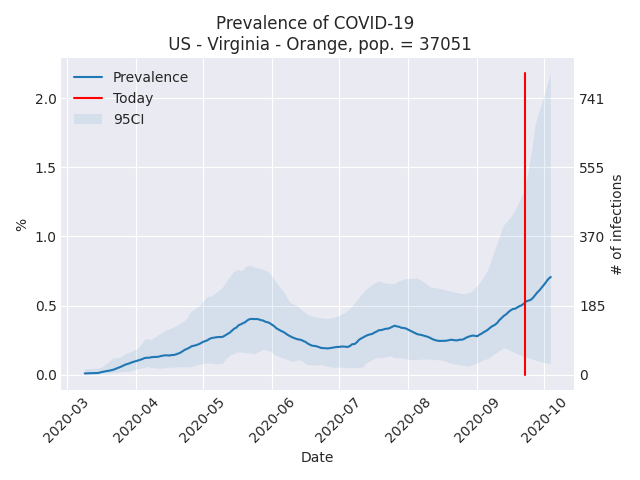 Prevalence of COVID-19
US - Virginia - Orange, pop. = 37051
Prevalence
Today
95CI
%
2.0
1.5
1.0
0.5
0.0
741
555
370
185
0
# of infections
2020-03
2020-04
2020-05
2020-06
2020-07
2020-08
2020-09
2020-10
Date